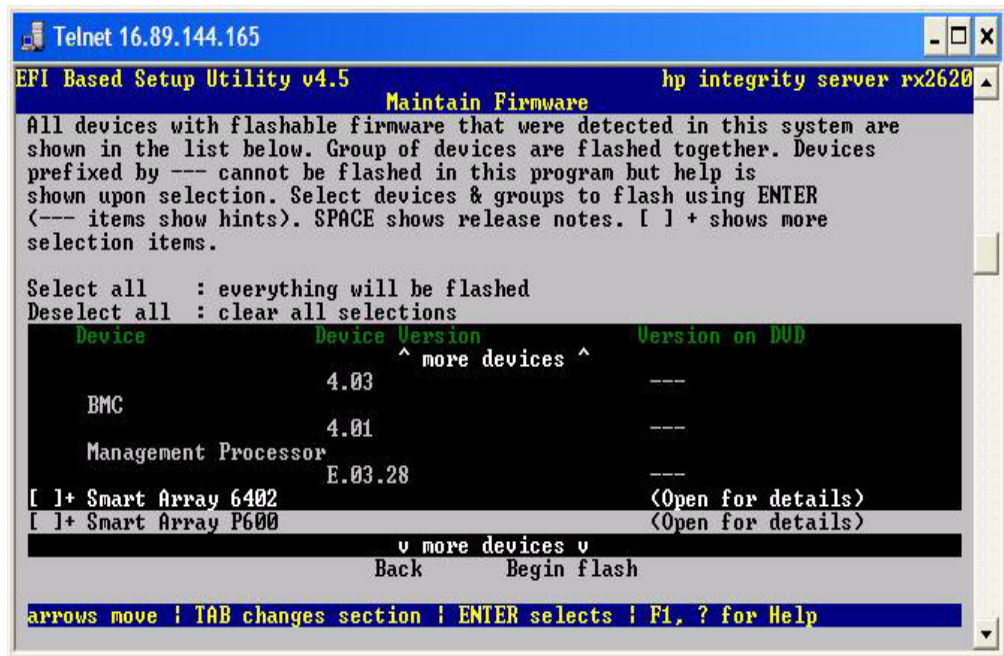 Telnet 16.89.144.165
EFI Based Setup Utility v4.5 hp integrity server rx2620
Maintain Firmware
All devices with flashable firmware that were detected in this system are
shown in the list below. Group of devices are flashed together. Devices
prefixed by --- cannot be flashed in this program but help is
shown upon selection. Select devices & groups to flash using ENTER
(--- items show hints). SPACE shows release notes. [ ] + shows more
selection items.
Select all : everything will be flashed
Deselect all : clear all selections
Device Device Version Version on DVD
^ more devices ^
4.03 ---
BMC
4.01 ---
Management Processor
E.03.28 ---
[ ]+ Smart Array 6402 (Open for details)
[ ]+ Smart Array P600 (Open for details)
v more devices v
Back Begin flash
arrows move ¦ TAB changes section ¦ ENTER selects ¦ F1, ? for Help